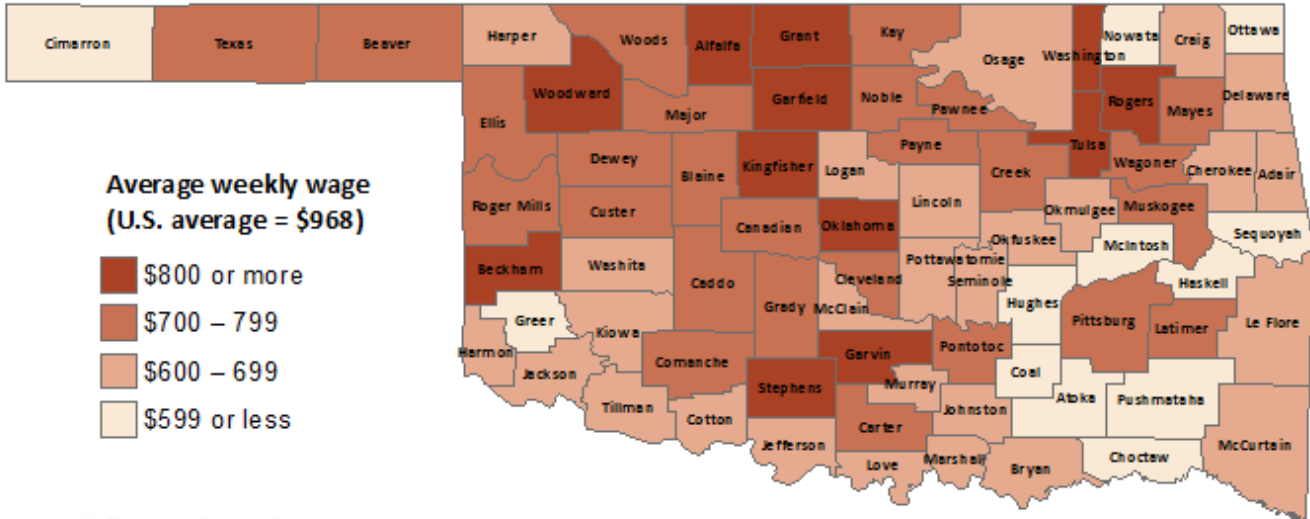 Cimarron
Texas
Beaver
Harper
Woods
Alfalfa
Grant
Kay
Osage
Washington
Nowata
Craig
Ottawa
Woodward
Ellis
Major
Garfield
Noble
Pawnee
Rogers
Mayes
Delaware
Dewey
Blaine
Kingfisher
Logan
Payne
Creek
Tulsa
Wagoner
Cherokee
Adair
Average weekly wage
(U.S. average = $968)
Roger Mills
Custer
Canadian
Oklahoma
Lincoln
Okmulgee
Muskogee
Okfuskee
McIntosh
Sequoyah
$800 or more
$700 – 799
$600 – 699
$599 or less
Beckham
Washita
Caddo
Grady
Cleveland
McClain
Pottawatomie
Seminole
Hughes
Haskell
Pittsburg
Latimer
Le Flore
Greer
Kiowa
Harmon
Jackson
Comanche
Stephens
Garvin
Pontotoc
Coal
Murray
Atoka
Pushmataha
Tillman
Cotton
Jefferson
Carter
Johnston
Love
Marshall
Bryan
Choctaw
McCurtain